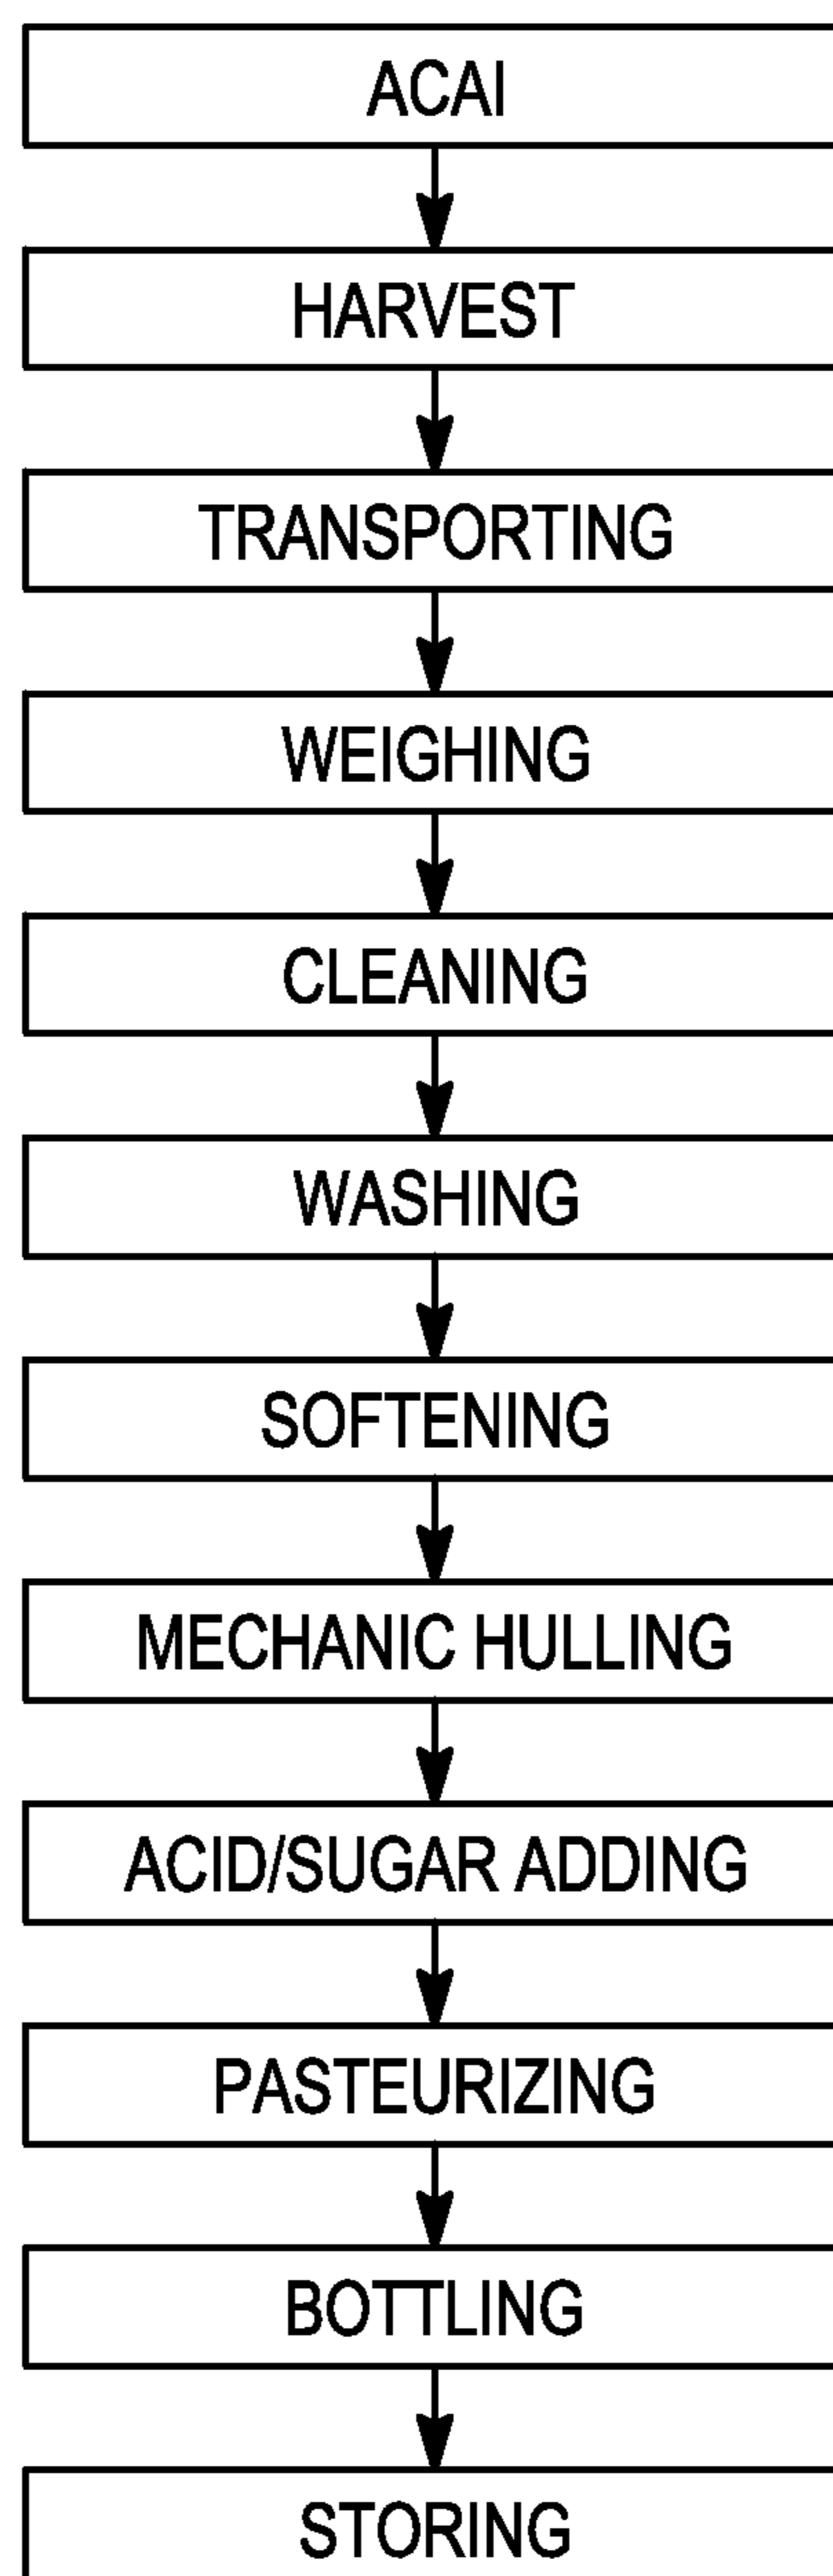 ACAI
HARVEST
TRANSPORTING
WEIGHING
CLEANING
WASHING
SOFTENING
MECHANIC HULLING
ACID/SUGAR ADDING
PASTEURIZING
BOTTLING
STORING